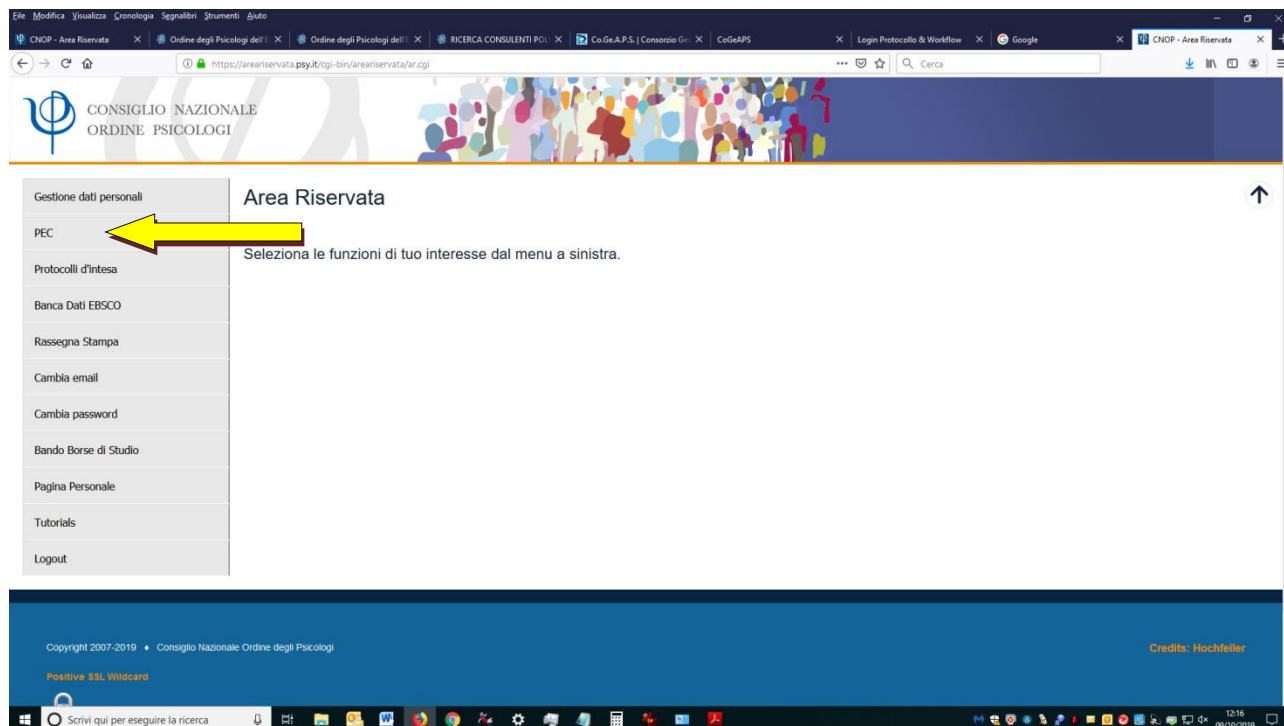 File Modifica Visualizza Cronologia Segnalibri Strumenti Aiuto
CNOP - Area Riservata Ordine degli Psicologi dell'E Ordine degli Psicologi dell'E RICERCA CONSULENTI POL Co.Ge.A.P.S. | Consorzio Ge CoGeAPS Login Protocollo & Workflow Google CNOP - Area Riservata
https://areariservata.psy.it/cgi-bin/areariservata/ar.cgi Cerca
CONSIGLIO NAZIONALE
ORDINE PSICOLOGI
Gestione dati personali
PEC
Protocolli d'intesa
Banca Dati EBSCO
Rassegna Stampa
Cambia email
Cambia password
Bando Borse di Studio
Pagina Personale
Tutorials
Logout
Area Riservata
Seleziona le funzioni di tuo interesse dal menu a sinistra.
Copyright 2007-2019 ♦ Consiglio Nazionale Ordine degli Psicologi
Credits: Hochfeiler
Positive SSL Wildcard
Scrivi qui per eseguire la ricerca
12:16
09/10/2019